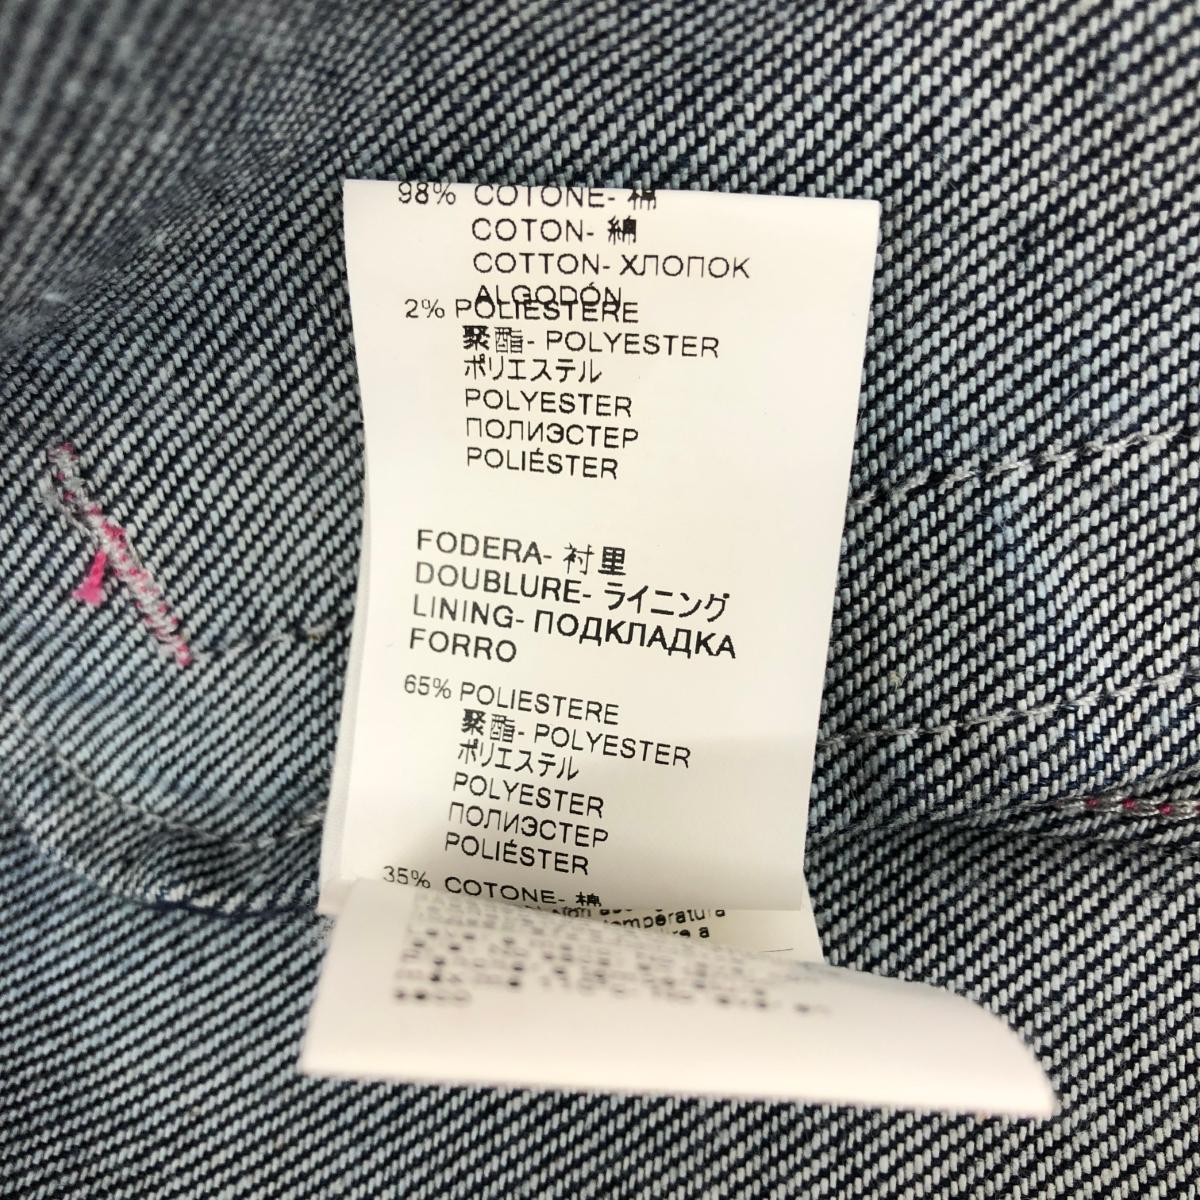 98% COTONE- 棉
COTON- 綿
COTTON- ХЛОПОК
ALGODÓN
2% POLIESTERE
聚酯- POLYESTER
ポリエステル
POLYESTER
ПОЛИЭСТЕР
POLIÉSTER
FODERA- 衬里
DOUBLURE- ライニング
LINING- ПОДКЛАДКА
FORRO
65% POLIESTERE
聚酯- POLYESTER
ポリエステル
POLYESTER
ПОЛИЭСТЕР
POLIÉSTER
35% COTONE- 棉